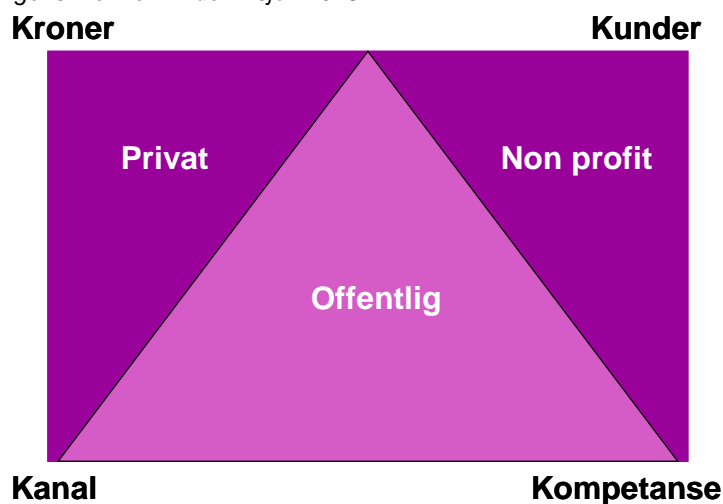 Kroner Kunder
Privat Non profit
Offentlig
Kanal Kompetanse